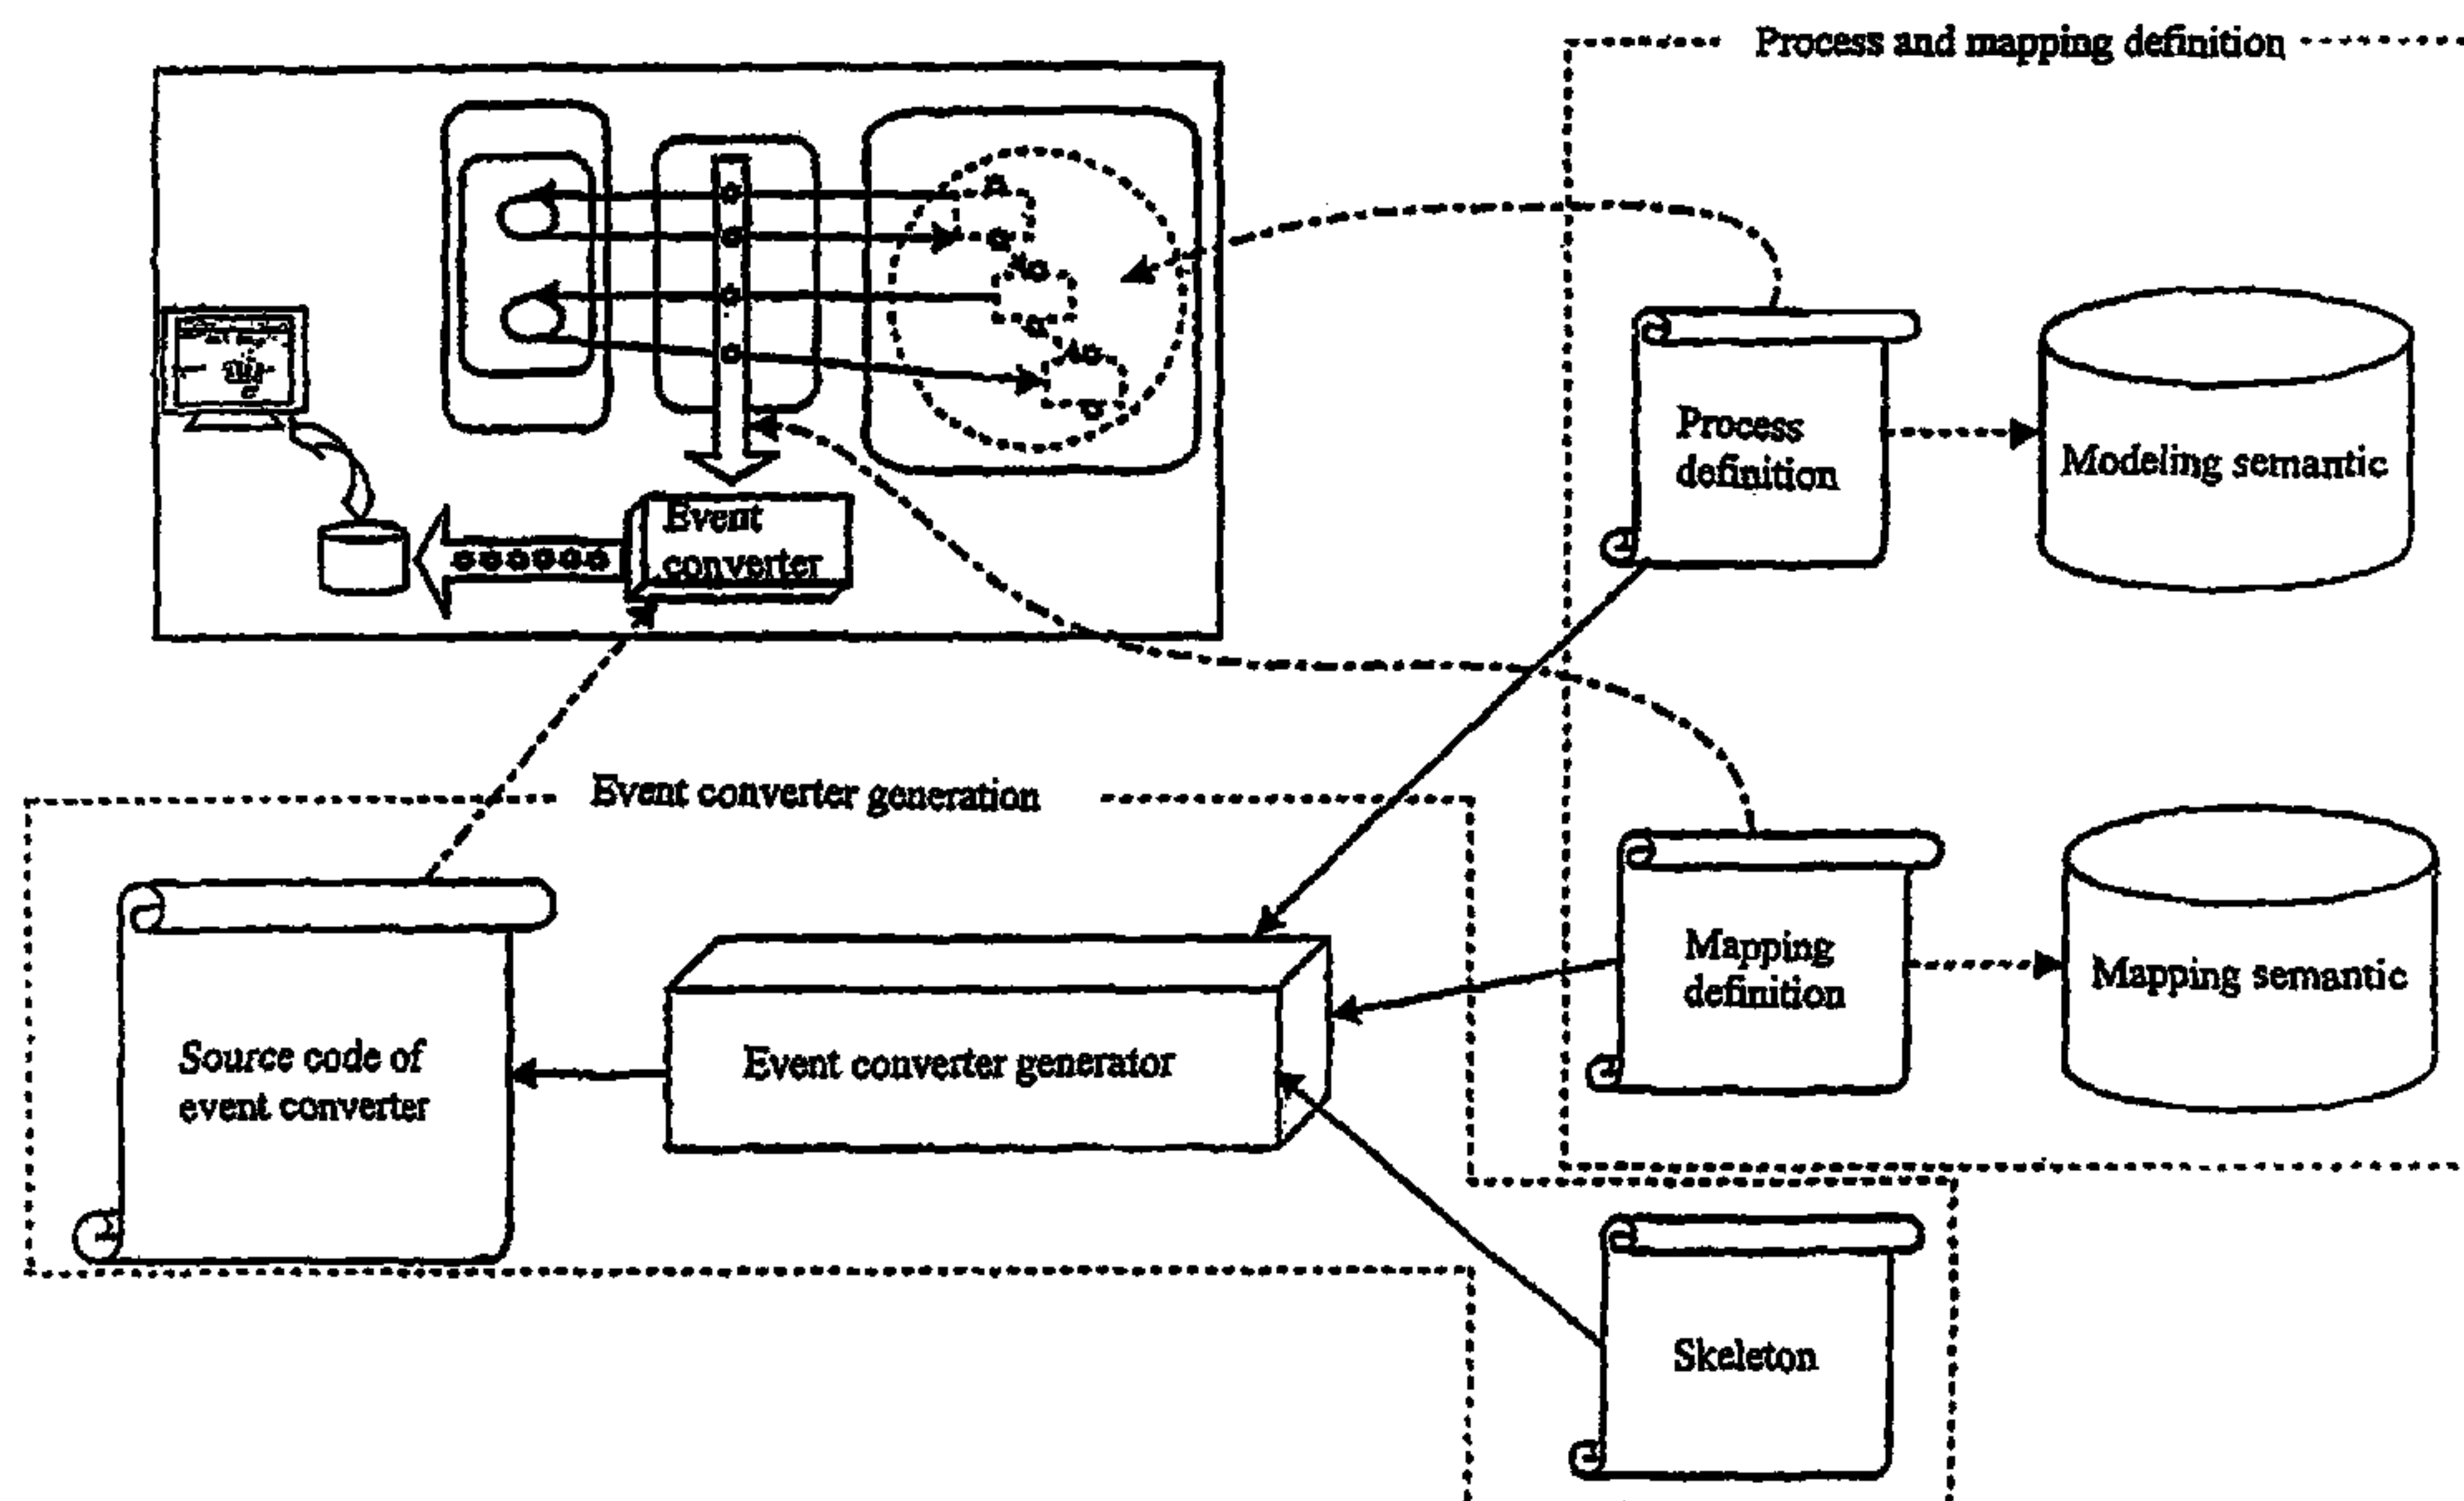 Process and mapping definition
Event
converter
Process
definition
Modeling semantic
Event converter generation
Mapping
definition
Mapping semantic
Source code of
event converter
Event converter generator
Skeleton